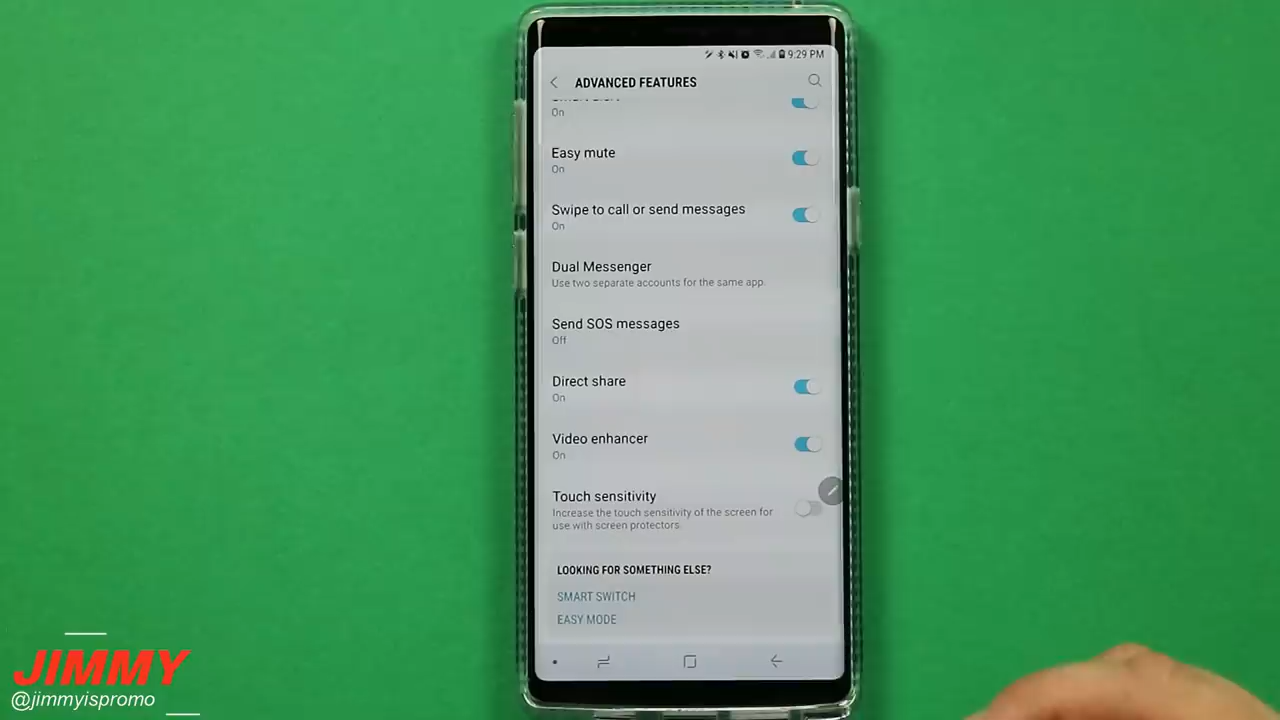 9:29 PM
ADVANCED FEATURES
On
Easy mute
On
Swipe to call or send messages
On
Dual Messenger
Use two separate accounts for the same app.
Send SOS messages
Off
Direct share
On
Video enhancer
On
Touch sensitivity
Increase the touch sensitivity of the screen for
use with screen protectors.
LOOKING FOR SOMETHING ELSE?
SMART SWITCH
EASY MODE
JIMMY
@jimmyispromo